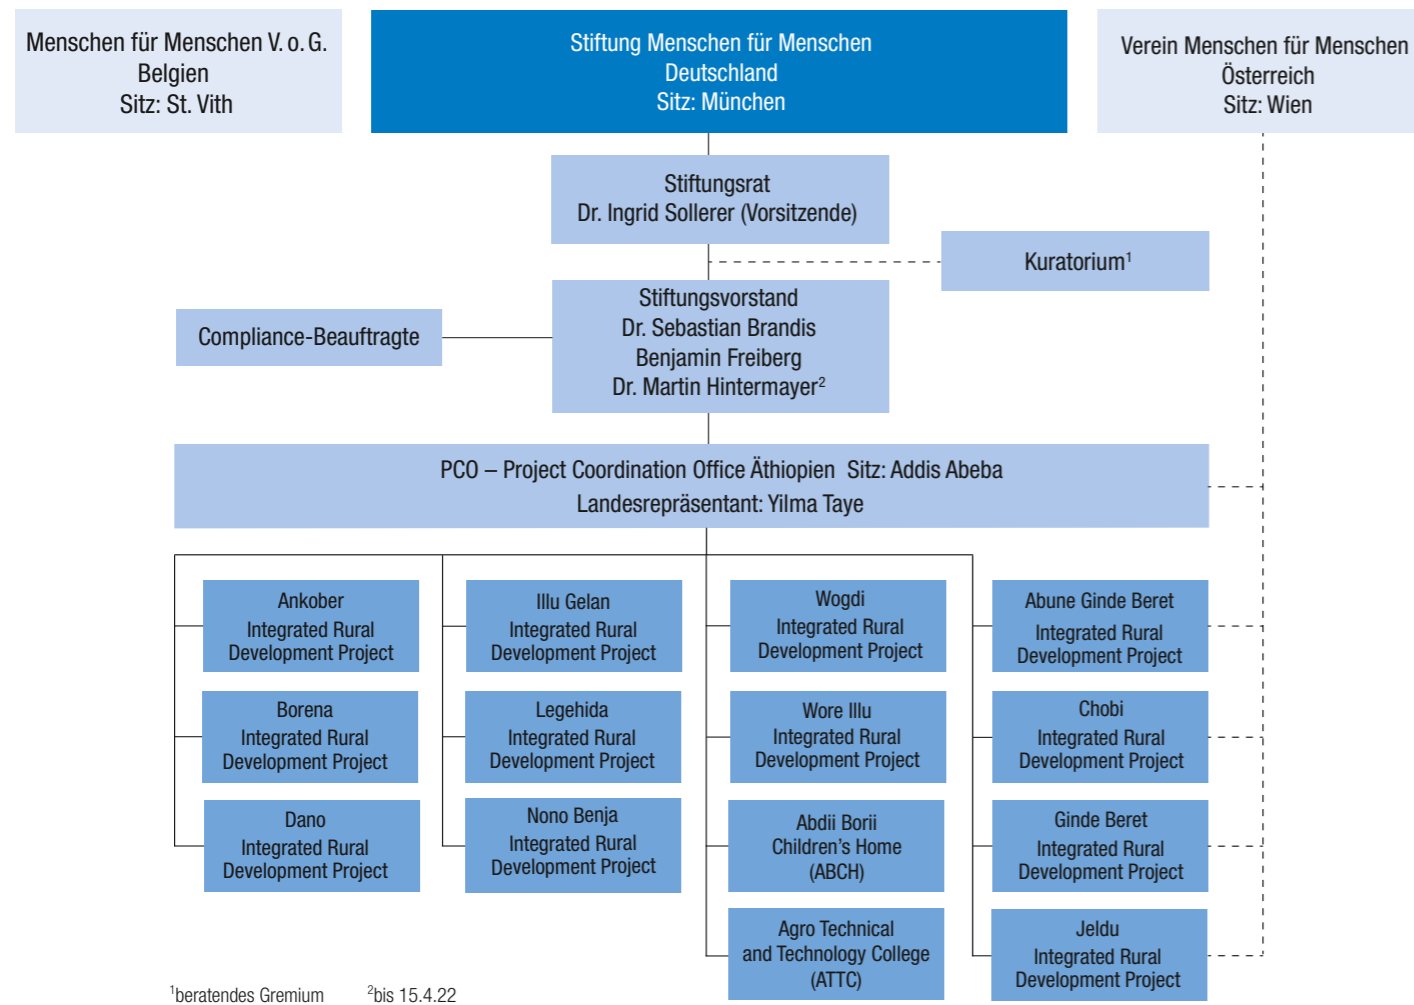 Menschen für Menschen V. o. G.
Belgien
Sitz: St. Vith
Stiftung Menschen für Menschen
Deutschland
Sitz: München
Verein Menschen für Menschen
Österreich
Sitz: Wien
Stiftungsrat
Dr. Ingrid Sollerer (Vorsitzende)
Kuratorium¹
Compliance-Beauftragte
Stiftungsvorstand
Dr. Sebastian Brandis
Benjamin Freiberg
Dr. Martin Hintermayer²
PCO – Project Coordination Office Äthiopien Sitz: Addis Abeba
Landesrepräsentant: Yilma Taye
Ankober
Integrated Rural
Development Project
Illu Gelan
Integrated Rural
Development Project
Wogdi
Integrated Rural
Development Project
Abune Ginde Beret
Integrated Rural
Development Project
Borena
Integrated Rural
Development Project
Legehida
Integrated Rural
Development Project
Wore Illu
Integrated Rural
Development Project
Chobi
Integrated Rural
Development Project
Dano
Integrated Rural
Development Project
Nono Benja
Integrated Rural
Development Project
Abdii Borii
Children's Home
(ABCH)
Ginde Beret
Integrated Rural
Development Project
Agro Technical
and Technology College
(ATTC)
Jeldu
Integrated Rural
Development Project
¹beratendes Gremium ²bis 15.4.22